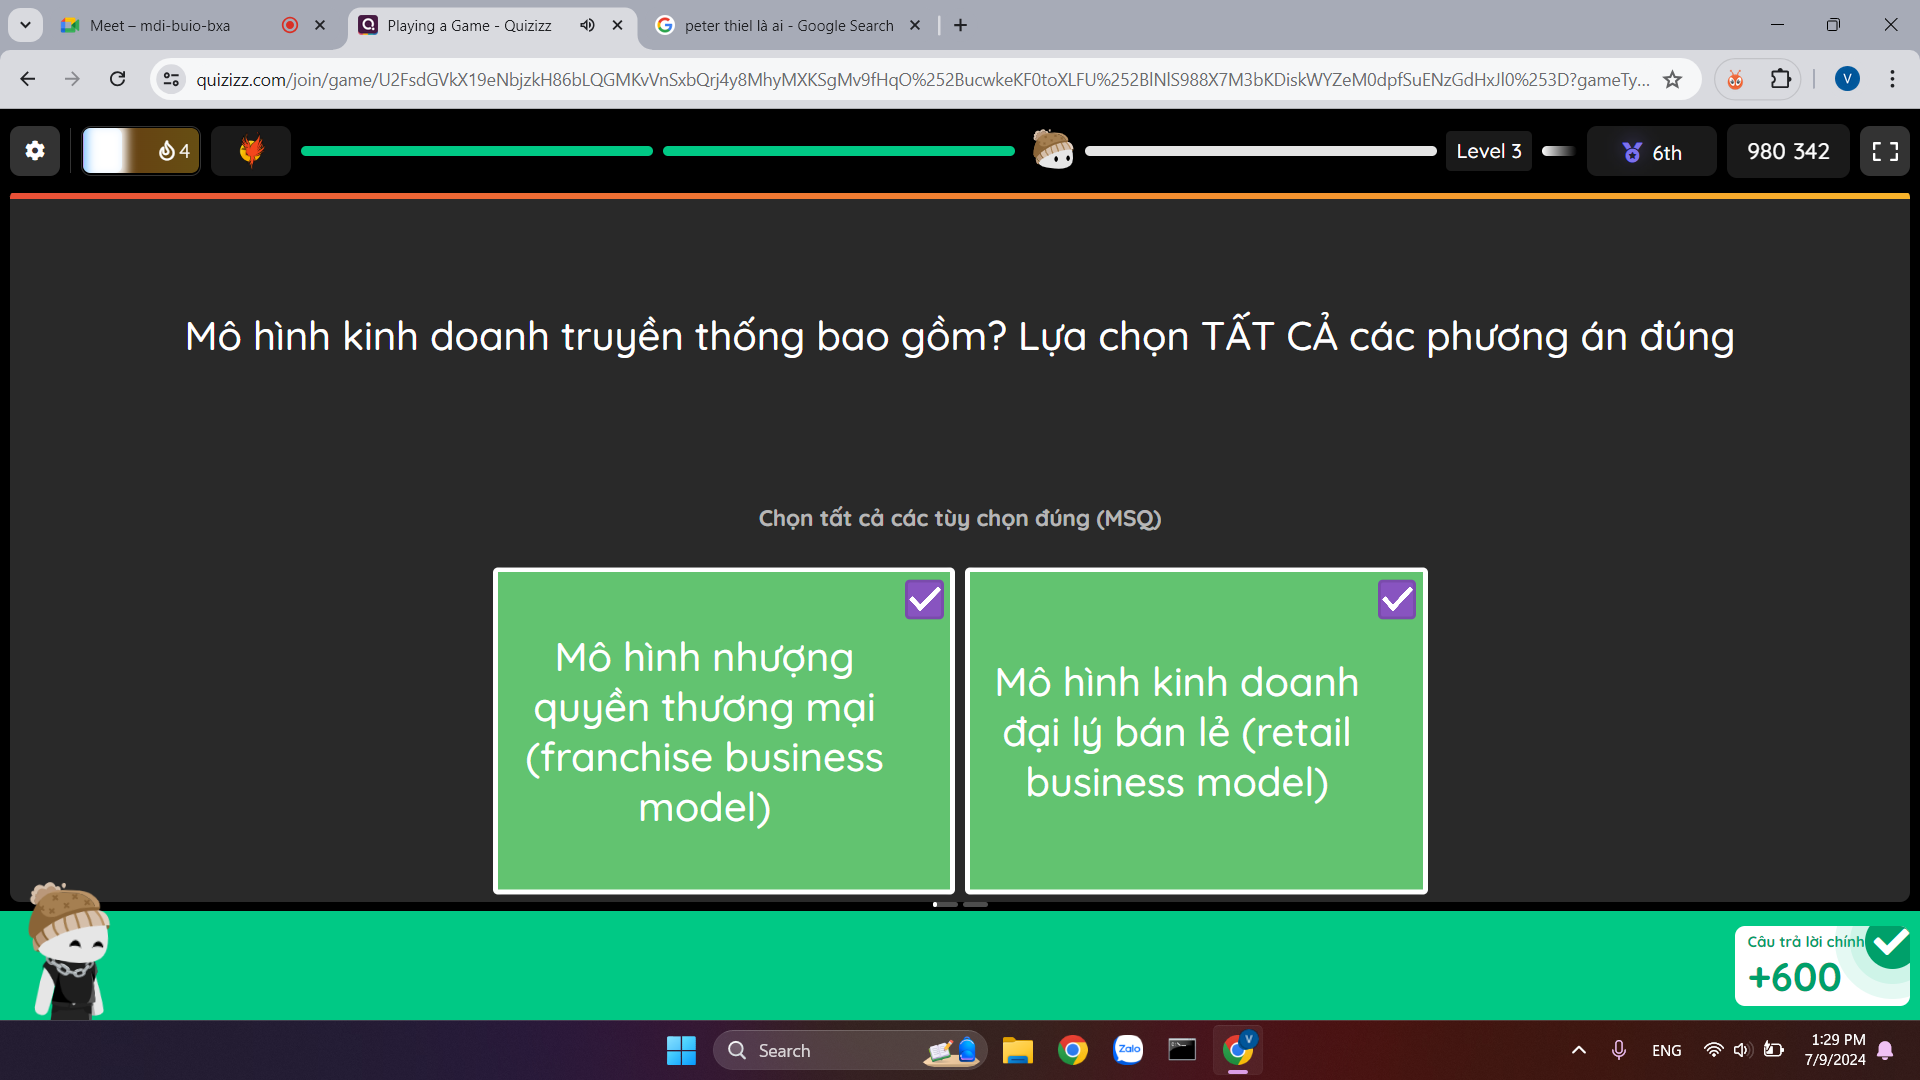 Meet – mdi-buio-bxa
Playing a Game - Quizizz
peter thiel là ai - Google Search
quizizz.com/join/game/U2FsdGVkX19eNbjzkH86bLQGMKvVnSxbQrj4y8MhyMXKSgMv9fHqO%252BucwkeKF0toXLFU%252BlNlS988X7M3bKDiskWYZeM0dpfSuENzGdHxJl0%253D?gameTy...
V
4
Level 3
6th
980 342
Mô hình kinh doanh truyền thống bao gồm? Lựa chọn TẤT CẢ các phương án đúng
Chọn tất cả các tùy chọn đúng (MSQ)
Mô hình nhượng
quyền thương mại
(franchise business
model)
Mô hình kinh doanh
đại lý bán lẻ (retail
business model)
Câu trả lời chính
+600
Search
Zalo
V
ENG
1:29 PM
7/9/2024